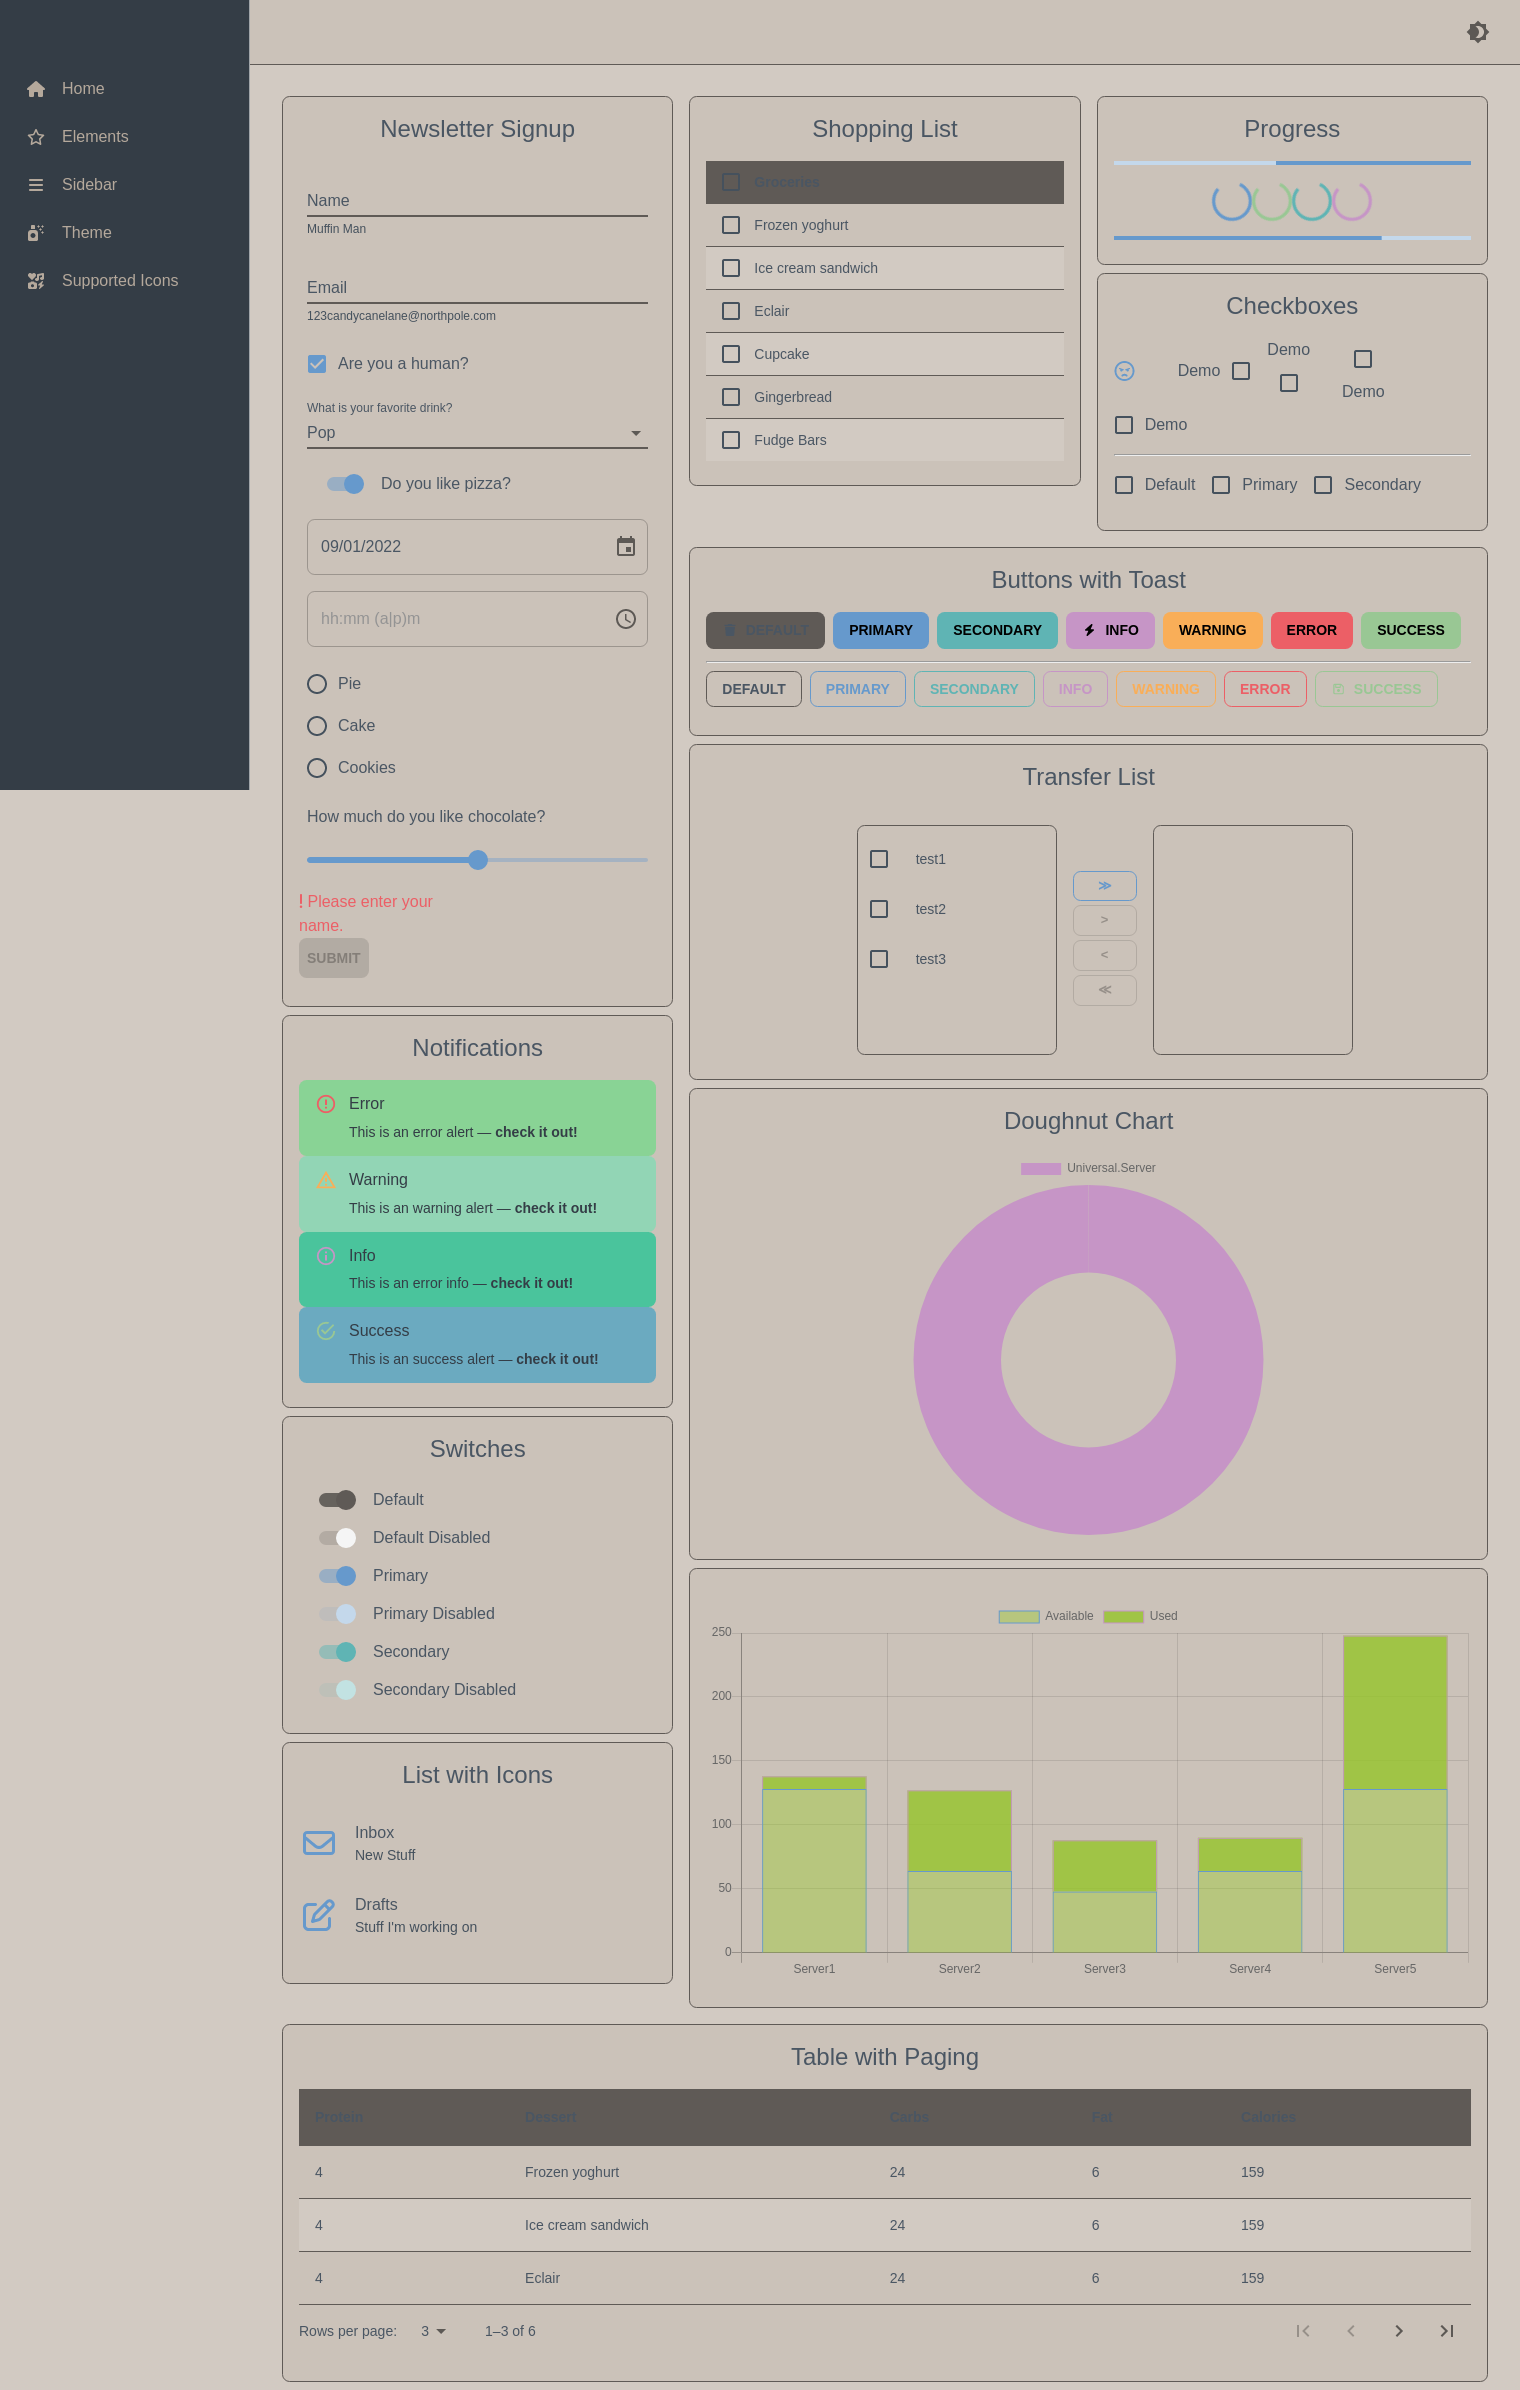 Home
Elements
Sidebar
Theme
Supported Icons
Newsletter Signup
Name
Muffin Man
Email
123candycanelane@northpole.com
Are you a human?
What is your favorite drink?
Pop
Do you like pizza?
09/01/2022
hh:mm (a|p)m
Pie
Cake
Cookies
How much do you like chocolate?
! Please enter your
name.
SUBMIT
Shopping List
Groceries
Frozen yoghurt
Ice cream sandwich
Eclair
Cupcake
Gingerbread
Fudge Bars
Progress
Checkboxes
Demo
Demo
Demo
Demo
Default Primary Secondary
Buttons with Toast
DEFAULT PRIMARY SECONDARY INFO WARNING ERROR SUCCESS
DEFAULT PRIMARY SECONDARY INFO WARNING ERROR SUCCESS
Transfer List
test1
test2
test3
≫
>
<
≪
Notifications
Error
This is an error alert — check it out!
Warning
This is an warning alert — check it out!
Info
This is an error info — check it out!
Success
This is an success alert — check it out!
Doughnut Chart
Universal.Server
Switches
Default
Default Disabled
Primary
Primary Disabled
Secondary
Secondary Disabled
List with Icons
Inbox
New Stuff
Drafts
Stuff I'm working on
Available Used
250
200
150
100
50
0
Server1 Server2 Server3 Server4 Server5
Table with Paging
Protein Dessert Carbs Fat Calories
4 Frozen yoghurt 24 6 159
4 Ice cream sandwich 24 6 159
4 Eclair 24 6 159
Rows per page: 3 1–3 of 6